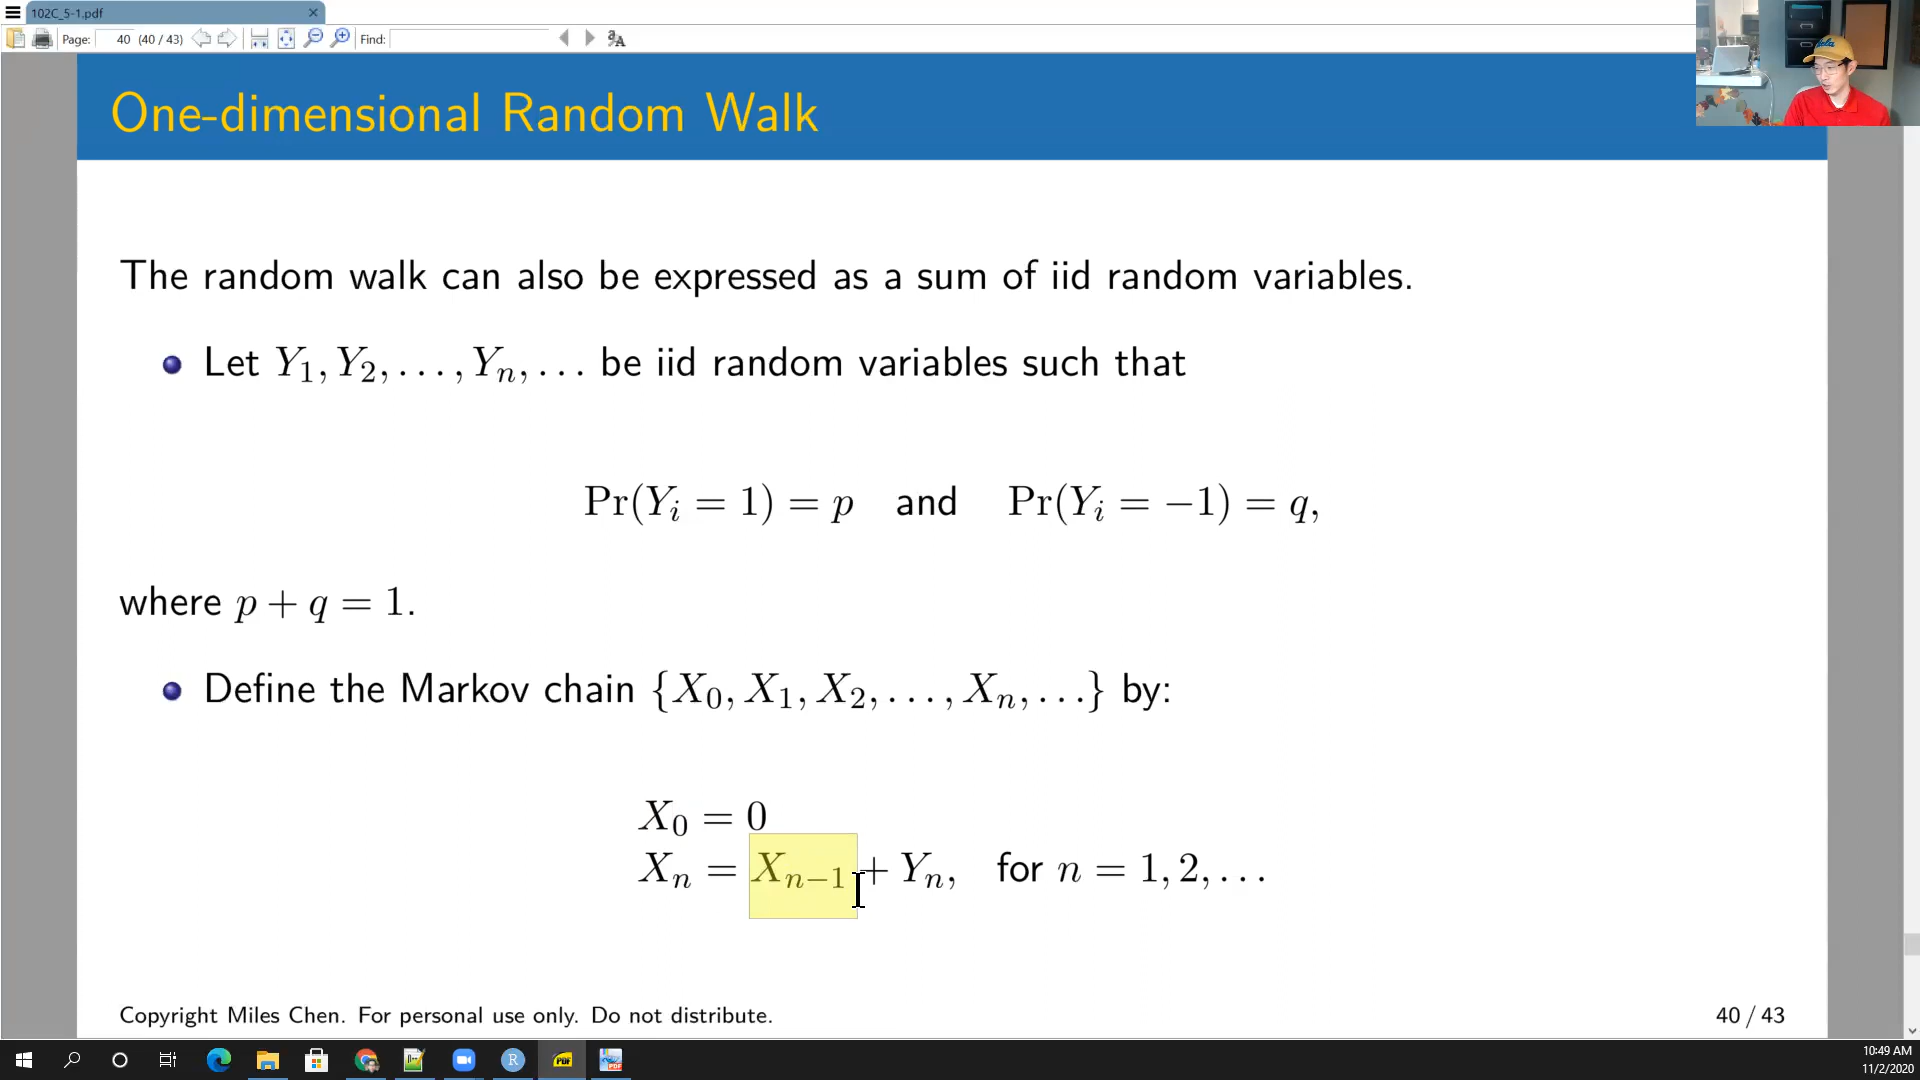 102C_5-1.pdf
Page: 40 (40 / 43) Find:
One-dimensional Random Walk
The random walk can also be expressed as a sum of iid random variables.
Let Y₁, Y₂, . . . , Yₙ, . . . be iid random variables such that
Pr(Yᵢ = 1) = p and Pr(Yᵢ = −1) = q,
where p + q = 1.
Define the Markov chain {X₀, X₁, X₂, . . . , Xₙ, . . .} by:
X₀ = 0
Xₙ = Xₙ₋₁ + Yₙ, for n = 1, 2, . . .
Copyright Miles Chen. For personal use only. Do not distribute.
40 / 43
10:49 AM
11/2/2020